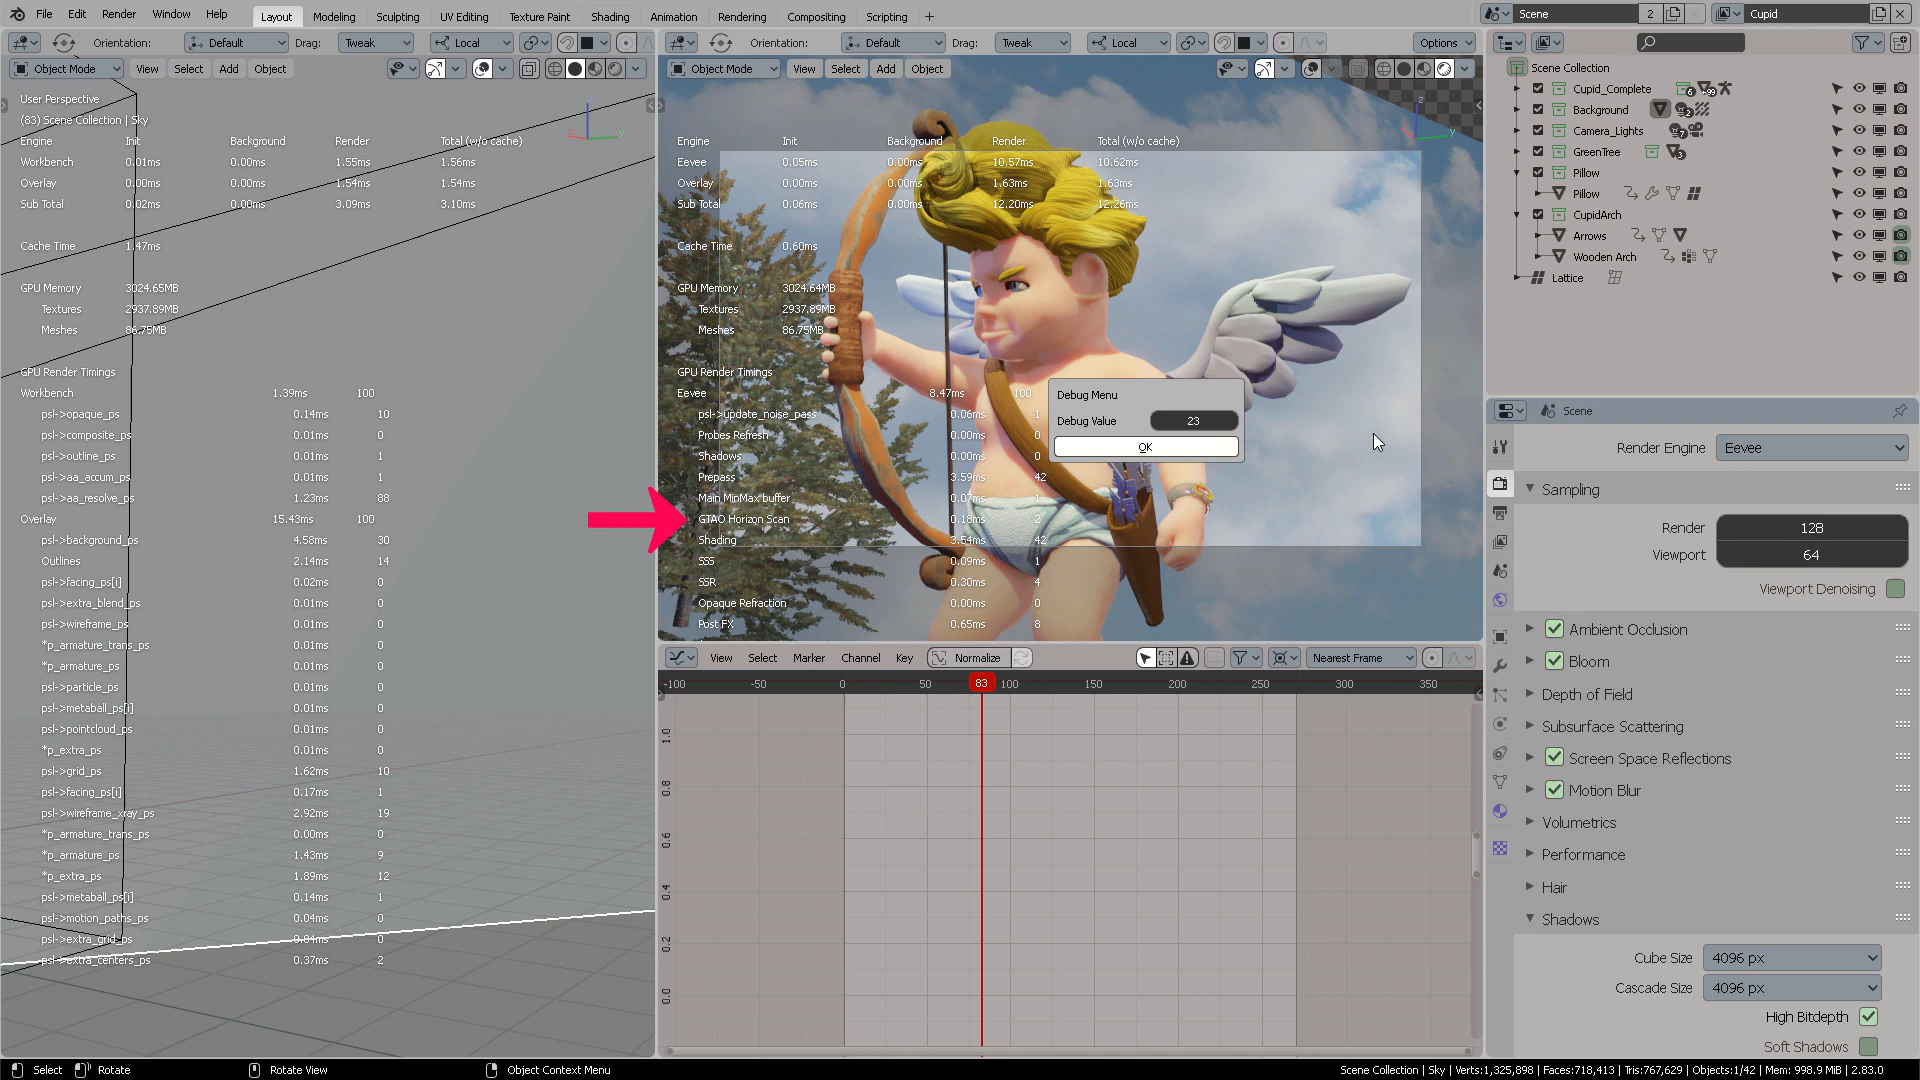 File Edit Render Window Help Layout Modeling Sculpting UV Editing Texture Paint Shading Animation Rendering Compositing Scripting + Scene 2 Cupid
Orientation: Default Drag: Tweak Local
Object Mode View Select Add Object
User Perspective
(83) Scene Collection | Sky
Engine Init Background Render Total (w/o cache)
Workbench 0.01ms 0.00ms 1.55ms 1.56ms
Overlay 0.00ms 0.00ms 1.54ms 1.54ms
Sub Total 0.02ms 0.00ms 3.09ms 3.10ms
Cache Time 1.47ms
GPU Memory 3024.65MB
Textures 2937.89MB
Meshes 86.75MB
GPU Render Timings
Workbench 1.39ms 100
psl->opaque_ps 0.14ms 10
psl->composite_ps 0.01ms 0
psl->outline_ps 0.01ms 1
psl->aa_accum_ps 0.01ms 1
psl->aa_resolve_ps 1.23ms 88
Overlay 15.43ms 100
psl->background_ps 4.58ms 30
Outlines 2.14ms 14
psl->facing_ps[i] 0.02ms 0
psl->extra_blend_ps 0.01ms 0
psl->wireframe_ps 0.01ms 0
*p_armature_trans_ps 0.01ms 0
*p_armature_ps 0.01ms 0
psl->particle_ps 0.01ms 0
psl->metaball_ps[i] 0.01ms 0
psl->pointcloud_ps 0.01ms 0
*p_extra_ps 0.01ms 0
psl->grid_ps 1.62ms 10
psl->facing_ps[i] 0.17ms 1
psl->wireframe_xray_ps 2.92ms 19
*p_armature_trans_ps 0.00ms 0
*p_armature_ps 1.43ms 9
*p_extra_ps 1.89ms 12
psl->metaball_ps[i] 0.14ms 1
psl->motion_paths_ps 0.04ms 0
psl->extra_grid_ps 0.04ms 0
psl->extra_centers_ps 0.37ms 2
Orientation: Default Drag: Tweak Local Options
Object Mode View Select Add Object
Engine Init Background Render Total (w/o cache)
Eevee 0.05ms 0.00ms 10.57ms 10.62ms
Overlay 0.00ms 0.00ms 1.63ms 1.63ms
Sub Total 0.06ms 0.00ms 12.20ms 12.26ms
Cache Time 0.60ms
GPU Memory 3024.64MB
Textures 2937.89MB
Meshes 86.75MB
GPU Render Timings
Eevee 8.47ms 100
psl->update_noise_pass 0.06ms 1
Probes Refresh 0.00ms 0
Shadows 0.00ms 0
Prepass 3.59ms 42
Main MinMax buffer 0.07ms 1
GTAO Horizon Scan 0.18ms 2
Shading 3.54ms 42
SSS 0.09ms 1
SSR 0.30ms 4
Opaque Refraction 0.00ms 0
Post FX 0.65ms 8
Debug Menu
Debug Value 23
OK
View Select Marker Channel Key Normalize Nearest Frame
-100 -50 0 50 83 100 150 200 250 300 350
1.0
0.8
0.6
0.4
0.2
0.0
Scene Collection
Cupid_Complete 6 +99
Background 2
Camera_Lights 7
GreenTree 3
Pillow
Pillow
CupidArch
Arrows
Wooden Arch
Lattice
Scene
Render Engine Eevee
Sampling
Render 128
Viewport 64
Viewport Denoising
Ambient Occlusion
Bloom
Depth of Field
Subsurface Scattering
Screen Space Reflections
Motion Blur
Volumetrics
Performance
Hair
Shadows
Cube Size 4096 px
Cascade Size 4096 px
High Bitdepth
Soft Shadows
Select Rotate Rotate View Object Context Menu Scene Collection | Sky | Verts:1,325,898 | Faces:718,413 | Tris:767,629 | Objects:1/42 | Mem: 998.9 MiB | 2.83.0